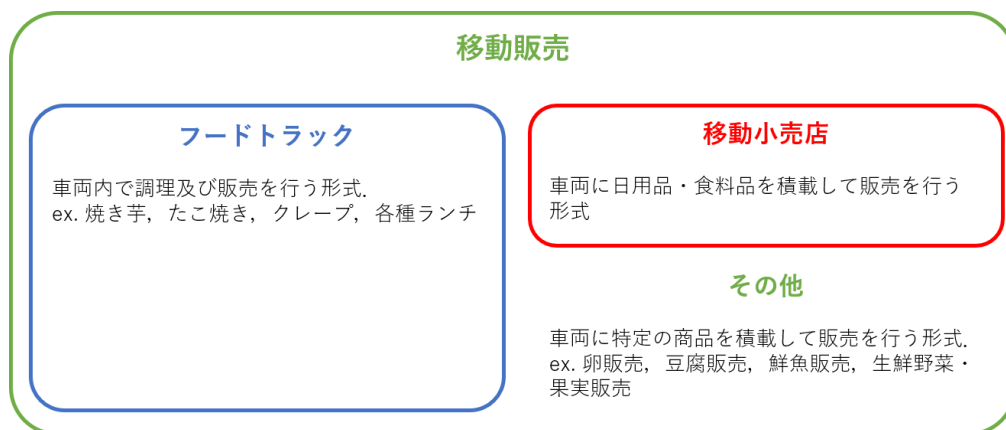 移動販売
フードトラック
車両内で調理及び販売を行う形式.
ex. 焼き芋，たこ焼き，クレープ，各種ランチ
移動小売店
車両に日用品・食料品を積載して販売を行う
形式
その他
車両に特定の商品を積載して販売を行う形式.
ex. 卵販売，豆腐販売，鮮魚販売，生鮮野菜・
果実販売